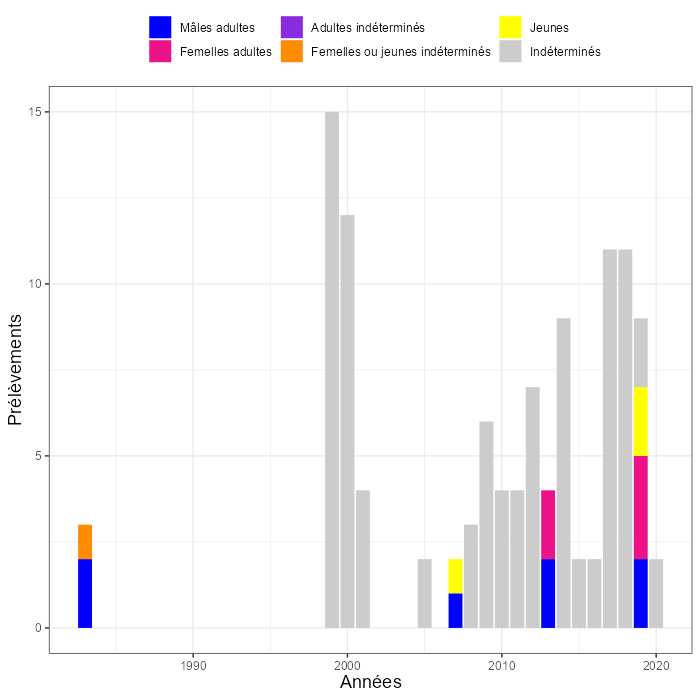 Mâles adultes Adultes indéterminés Jeunes
Femelles adultes Femelles ou jeunes indéterminés Indéterminés
15
10
5
0
Prélèvements
1990 2000 2010 2020
Années